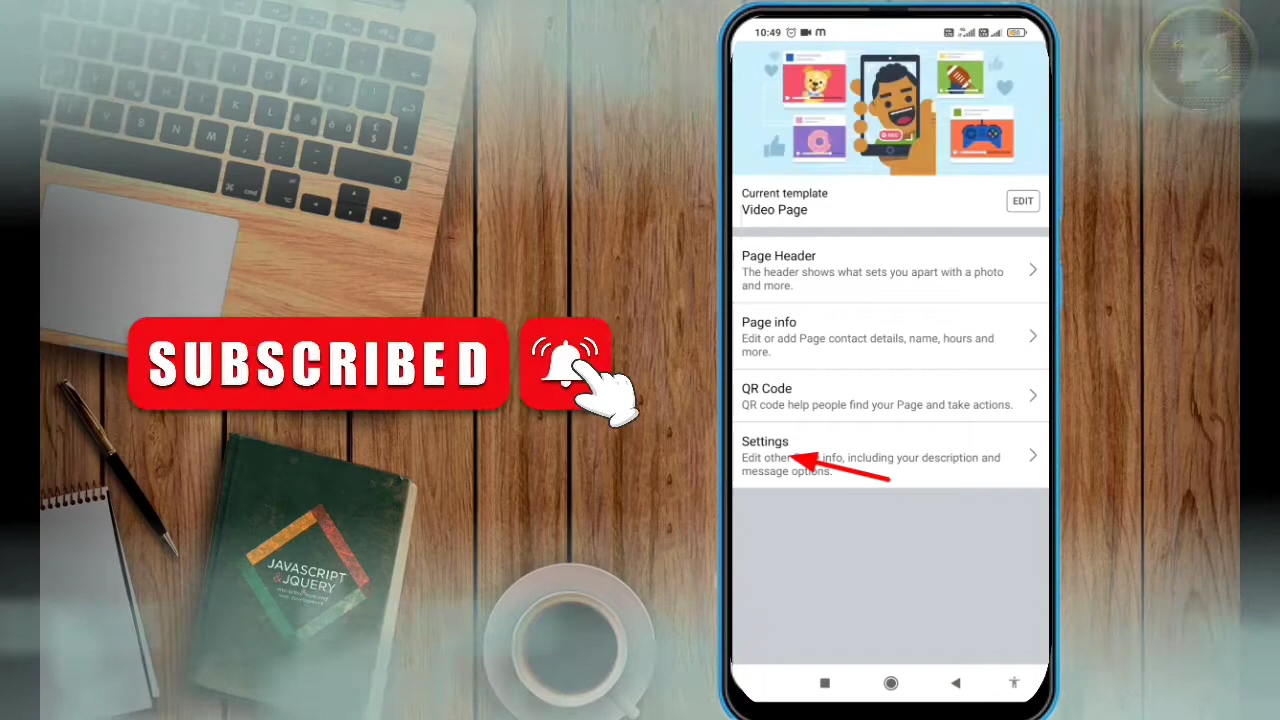 SUBSCRIBED
JAVASCRIPT
& JQUERY
cmd
10:49
REC
Current template
Video Page
EDIT
Page Header
The header shows what sets you apart with a photo
and more.
Page info
Edit or add Page contact details, name, hours and
more.
QR Code
QR code help people find your Page and take actions.
Settings
Edit other info, including your description and
message options.